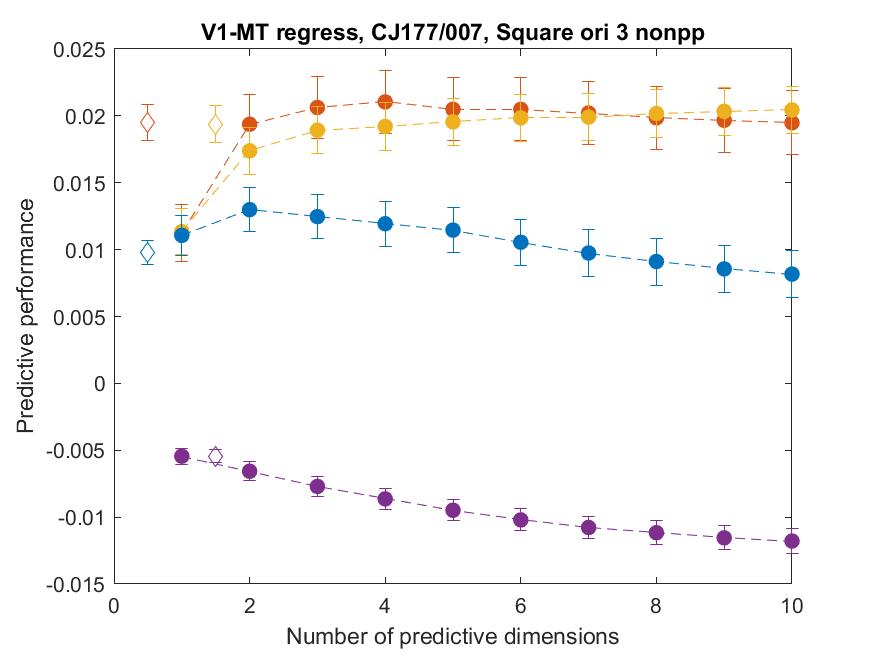 V1-MT regress, CJ177/007, Square ori 3 nonpp
0.025
0.02
0.015
0.01
0.005
0
-0.005
-0.01
-0.015
Predictive performance
0 2 4 6 8 10
Number of predictive dimensions